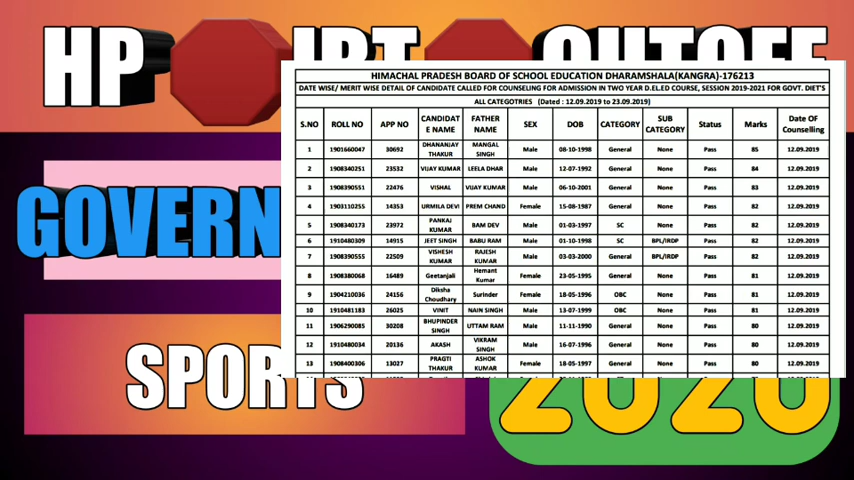 HP
CUTOFF
HIMACHAL PRADESH BOARD OF SCHOOL EDUCATION DHARAMSHALA(KANGRA)-176213
DATE WISE/ MERIT WISE DETAIL OF CANDIDATE CALLED FOR COUNSELING FOR ADMISSION IN TWO YEAR D.EL.ED COURSE, SESSION 2019-2021 FOR GOVT. DIET'S
ALL CATEGOTRIES (Dated : 12.09.2019 to 23.09.2019)
S.NO ROLL NO APP NO CANDIDATE NAME FATHER NAME SEX DOB CATEGORY SUB CATEGORY Status Marks Date OF Counselling
1 1901660047 30692 DHANANJAY THAKUR MANGAL SINGH Male 08-10-1998 General None Pass 85 12.09.2019
2 1908340251 23532 VIJAY KUMAR LEELA DHAR Male 12-07-1992 General None Pass 84 12.09.2019
3 1908390551 22476 VISHAL VIJAY KUMAR Male 06-10-2001 General None Pass 83 12.09.2019
4 1903110255 14353 URMILA DEVI PREM CHAND Female 15-08-1987 General None Pass 82 12.09.2019
5 1908340173 23972 PANKAJ KUMAR BAM DEV Male 01-03-1997 SC None Pass 82 12.09.2019
6 1910480309 14915 JEET SINGH BABU RAM Male 01-10-1998 SC BPL/IRDP Pass 82 12.09.2019
7 1908390555 22509 VISHESH KUMAR RAJESH KUMAR Male 03-03-2000 General BPL/IRDP Pass 82 12.09.2019
8 1908380068 16489 Geetanjali Hemant Kumar Female 23-05-1995 General None Pass 81 12.09.2019
9 1904210036 24156 Diksha Choudhary Surinder Female 18-05-1996 OBC None Pass 81 12.09.2019
10 1910481183 26025 VINIT NAIN SINGH Male 13-07-1999 OBC None Pass 81 12.09.2019
11 1906290085 30208 BHUPINDER SINGH UTTAM RAM Male 11-11-1990 General None Pass 80 12.09.2019
12 1910480034 20136 AKASH VIKRAM SINGH Male 16-07-1996 General None Pass 80 12.09.2019
13 1908400306 13027 PRAGTI THAKUR ASHOK KUMAR Female 18-05-1997 General None Pass 80 12.09.2019
GOVERN
SPORTS
2020